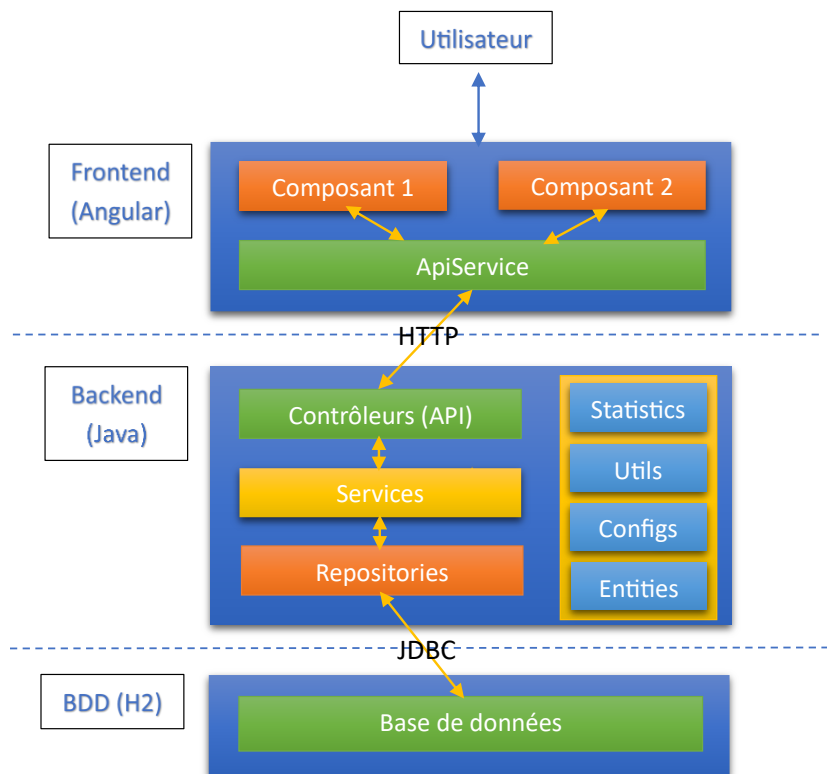 Utilisateur
Frontend
(Angular)
Composant 1
Composant 2
ApiService
HTTP
Backend
(Java)
Contrôleurs (API)
Services
Repositories
Statistics
Utils
Configs
Entities
JDBC
BDD (H2)
Base de données